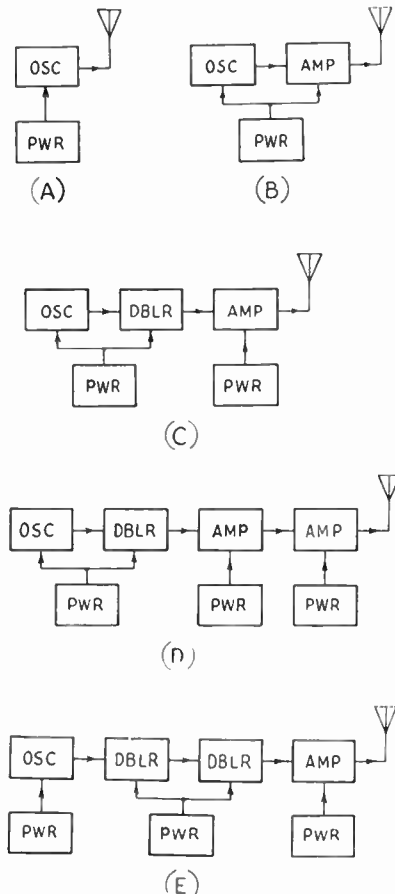 OSC
PWR
(A)
OSC AMP
PWR
(B)
OSC DBLR AMP
PWR PWR
(C)
OSC DBLR AMP AMP
PWR PWR PWR
(D)
OSC DBLR DBLR AMP
PWR PWR PWR
(E)